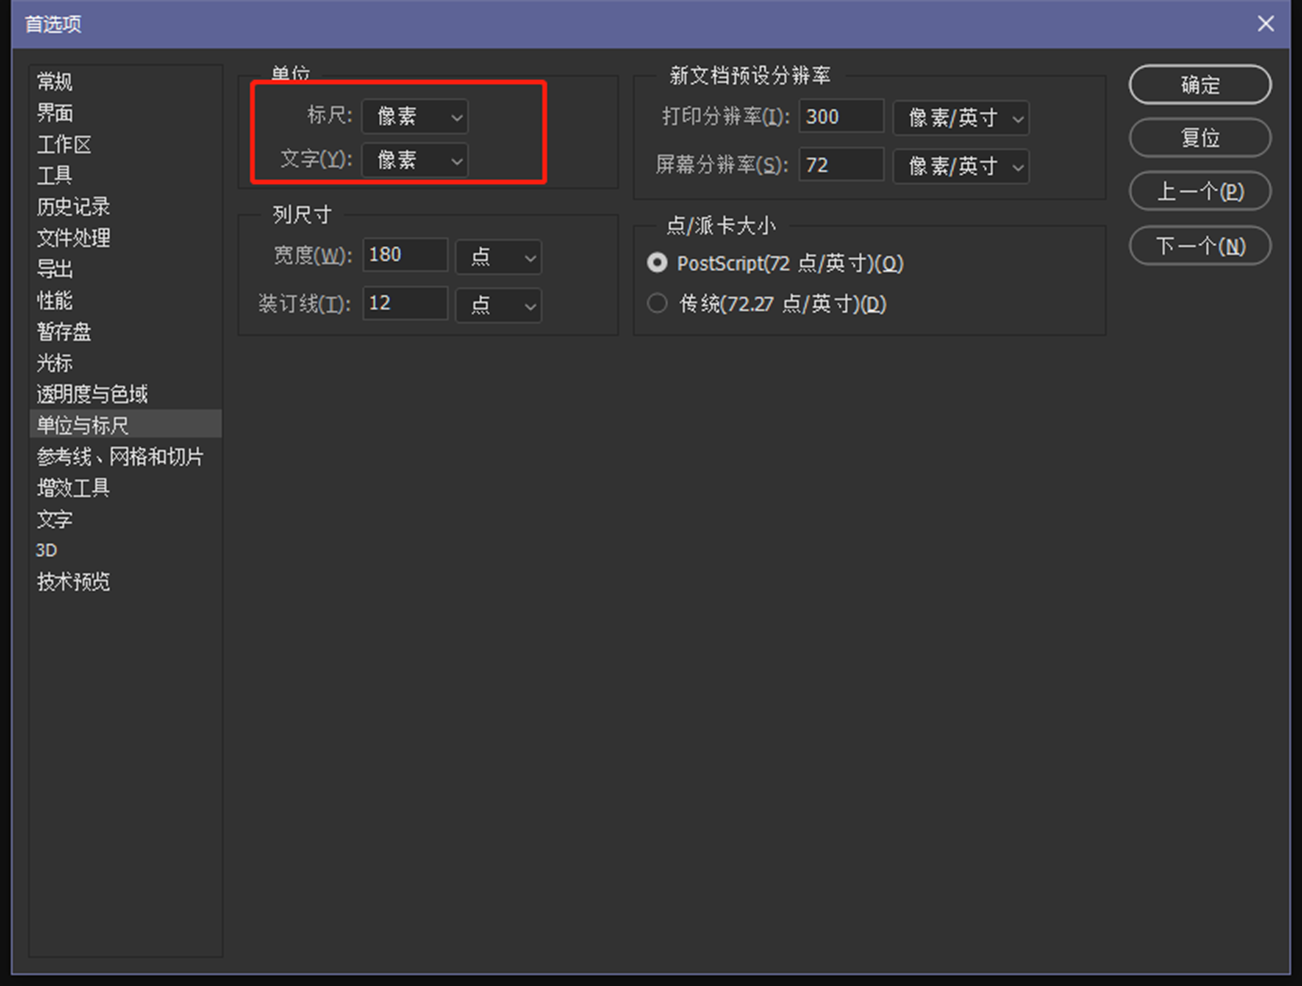 首选项
常规
界面
工作区
工具
历史记录
文件处理
导出
性能
暂存盘
光标
透明度与色域
单位与标尺
参考线、网格和切片
增效工具
文字
3D
技术预览
单位
标尺: 像素
文字(Y): 像素
列尺寸
宽度(W): 180 点
装订线(T): 12 点
新文档预设分辨率
打印分辨率(I): 300 像素/英寸
屏幕分辨率(S): 72 像素/英寸
点/派卡大小
PostScript(72 点/英寸)(O)
传统(72.27 点/英寸)(D)
确定
复位
上一个(P)
下一个(N)